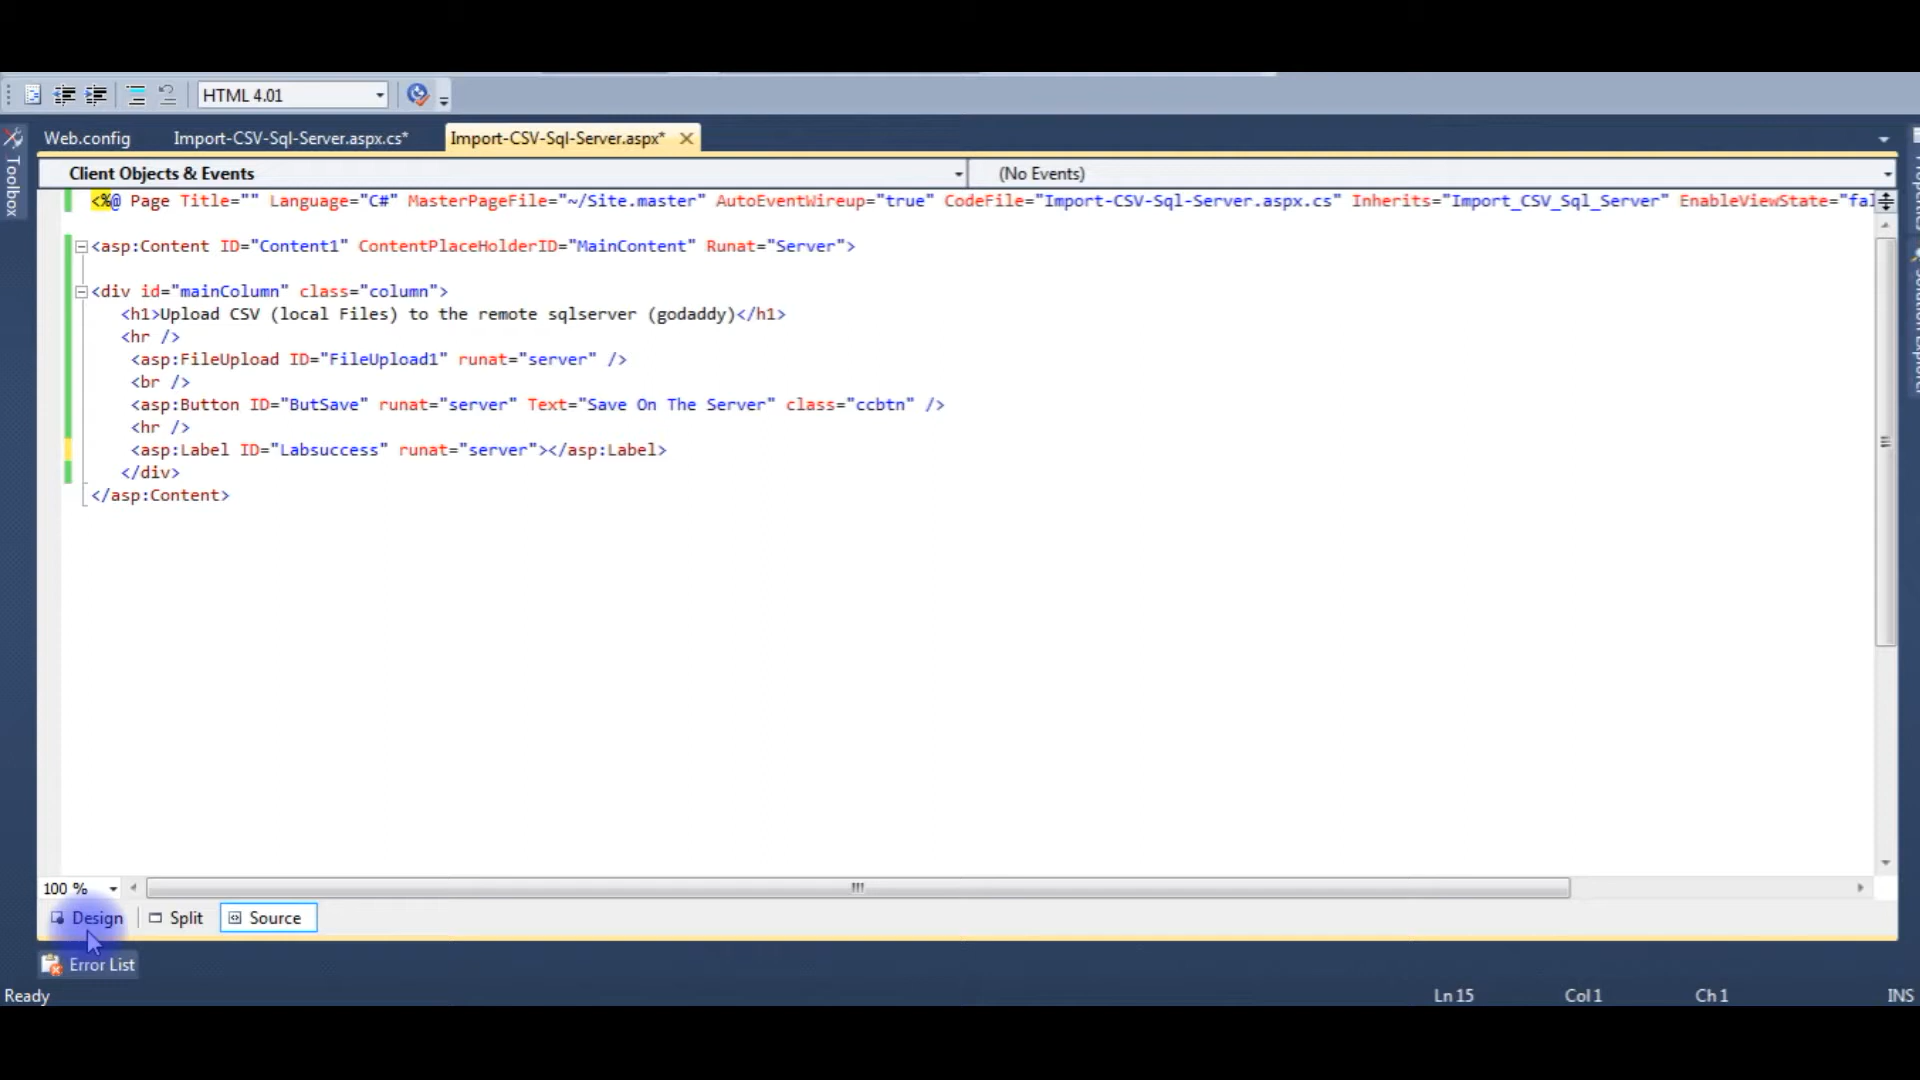 HTML 4.01
Web.config Import-CSV-Sql-Server.aspx.cs* Import-CSV-Sql-Server.aspx*
Toolbox
Client Objects & Events (No Events)
<%@ Page Title="" Language="C#" MasterPageFile="~/Site.master" AutoEventWireup="true" CodeFile="Import-CSV-Sql-Server.aspx.cs" Inherits="Import_CSV_Sql_Server" EnableViewState="fal
<asp:Content ID="Content1" ContentPlaceHolderID="MainContent" Runat="Server">
<div id="mainColumn" class="column">
<h1>Upload CSV (local Files) to the remote sqlserver (godaddy)</h1>
<hr />
<asp:FileUpload ID="FileUpload1" runat="server" />
<br />
<asp:Button ID="ButSave" runat="server" Text="Save On The Server" class="ccbtn" />
<hr />
<asp:Label ID="Labsuccess" runat="server"></asp:Label>
</div>
</asp:Content>
100 %
Design Split Source
Error List
Ready Ln 15 Col 1 Ch 1 INS